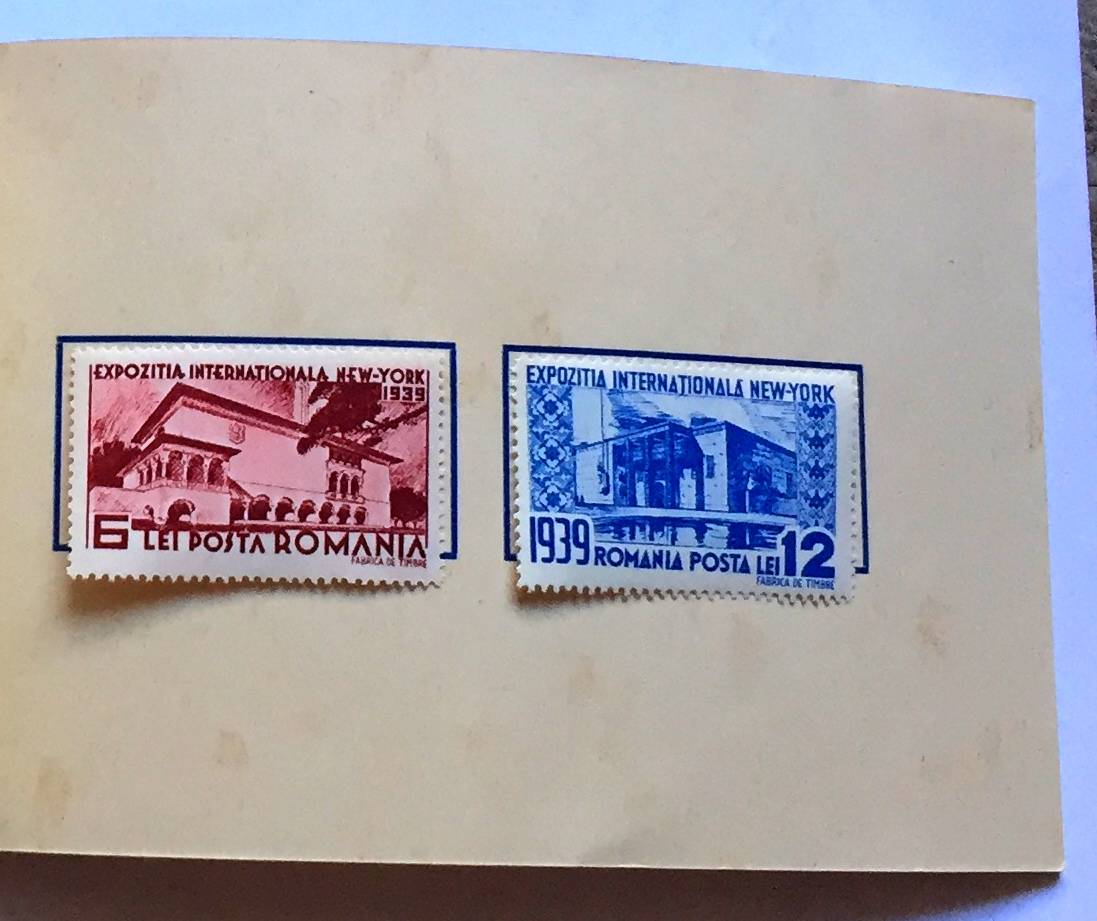 EXPOZITIA INTERNATIONALA NEW-YORK
1939
6 LEI POSTA ROMANIA
FABRICA DE TIMBRE
EXPOZITIA INTERNAȚIONALA NEW-YORK
1939 ROMANIA POSTA LEI 12
FABRICA DE TIMBRE